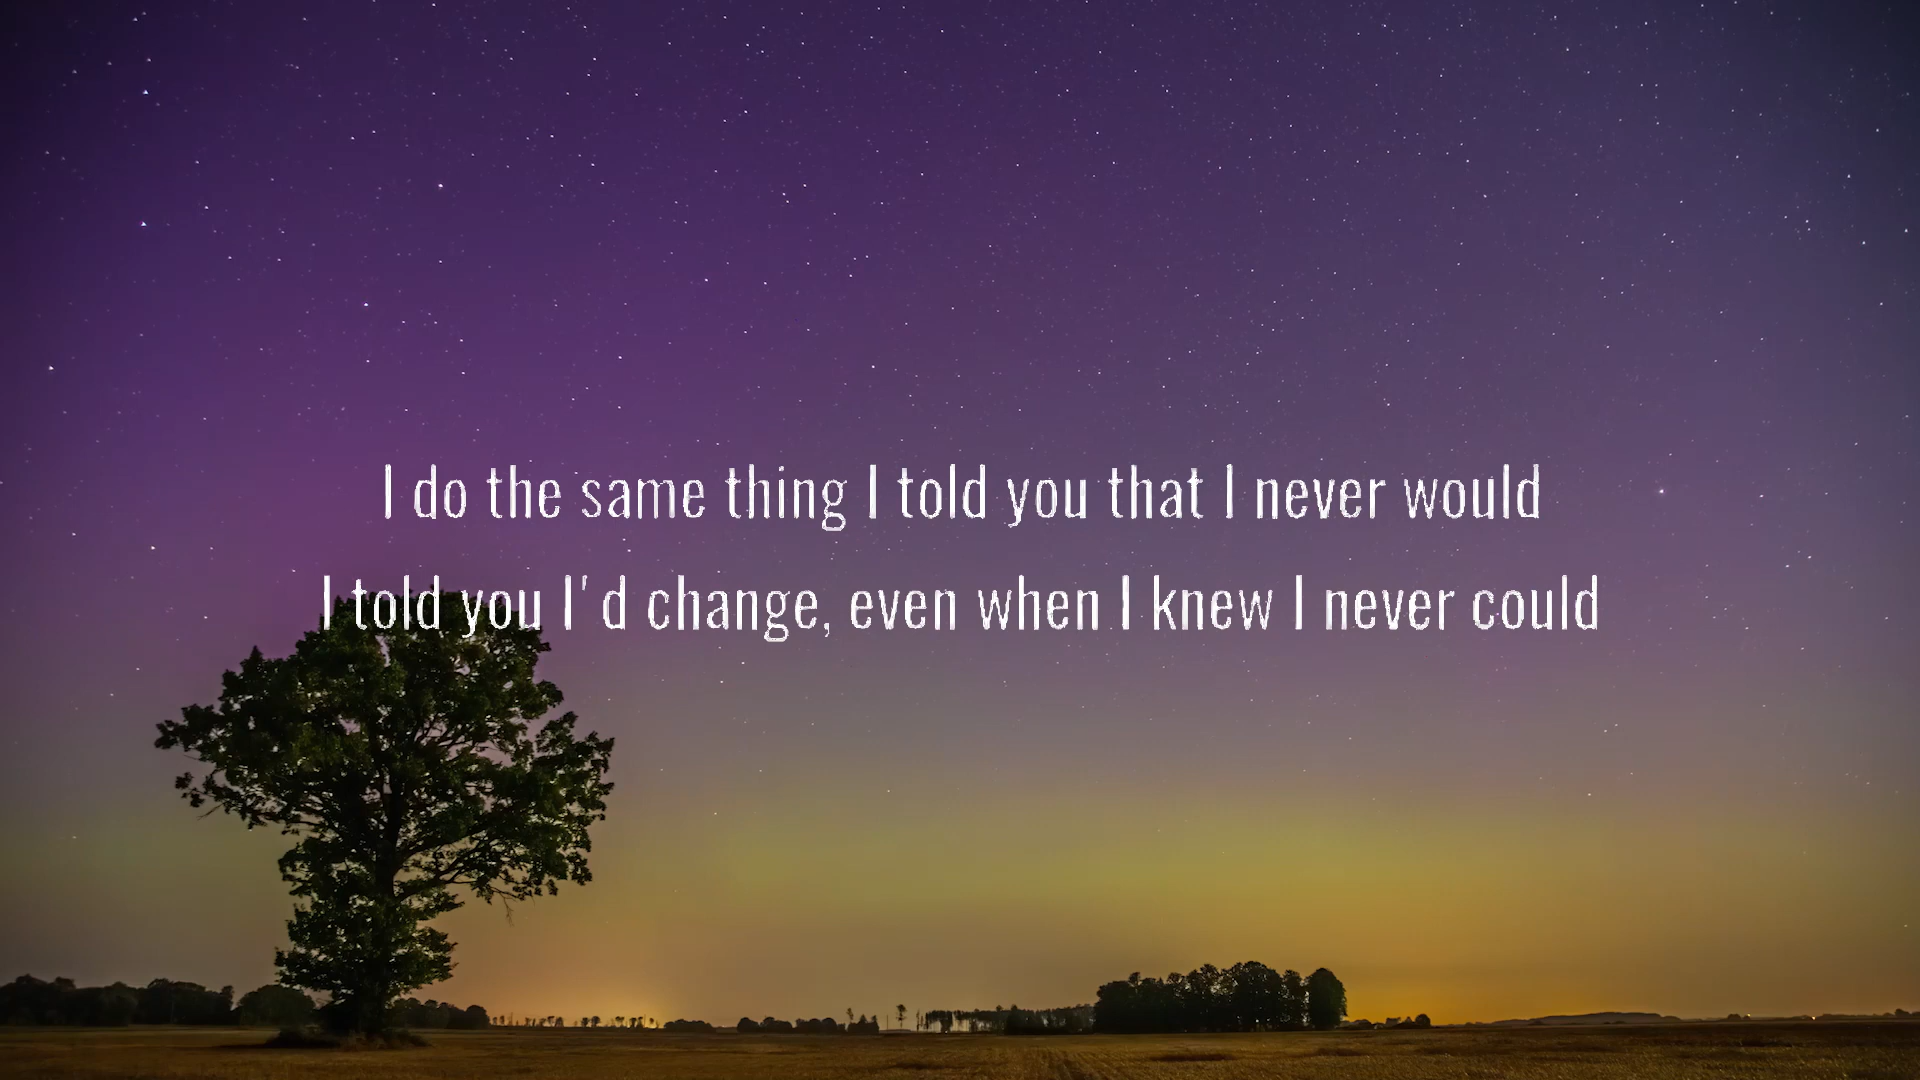 I do the same thing I told you that I never would
I told you I'd change, even when I knew I never could